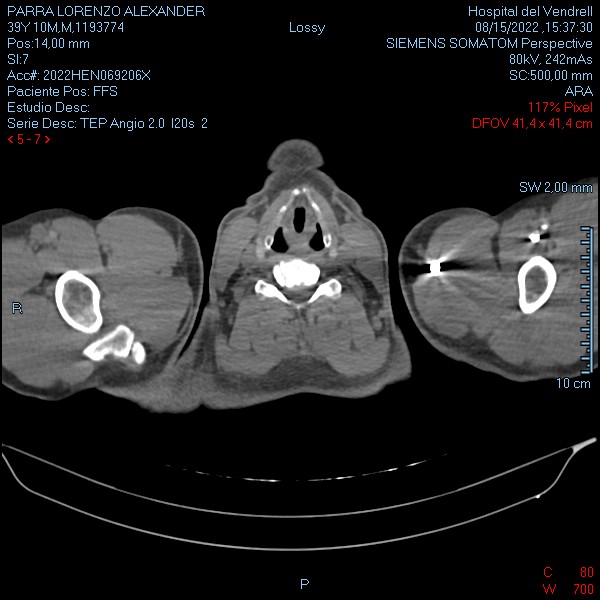 PARRA LORENZO ALEXANDER
39Y 10M,M,1193774
Pos:14,00 mm
SI:7
Acc#: 2022HEN069206X
Paciente Pos: FFS
Estudio Desc:
Serie Desc: TEP Angio 2.0 I20s 2
< 5 - 7 >
Lossy
Hospital del Vendrell
08/15/2022 ,15:37:30
SIEMENS SOMATOM Perspective
80kV, 242mAs
SC:500,00 mm
ARA
117% Pixel
DFOV 41,4 x 41,4 cm
SW 2,00 mm
R
10 cm
P
C 80
W 700